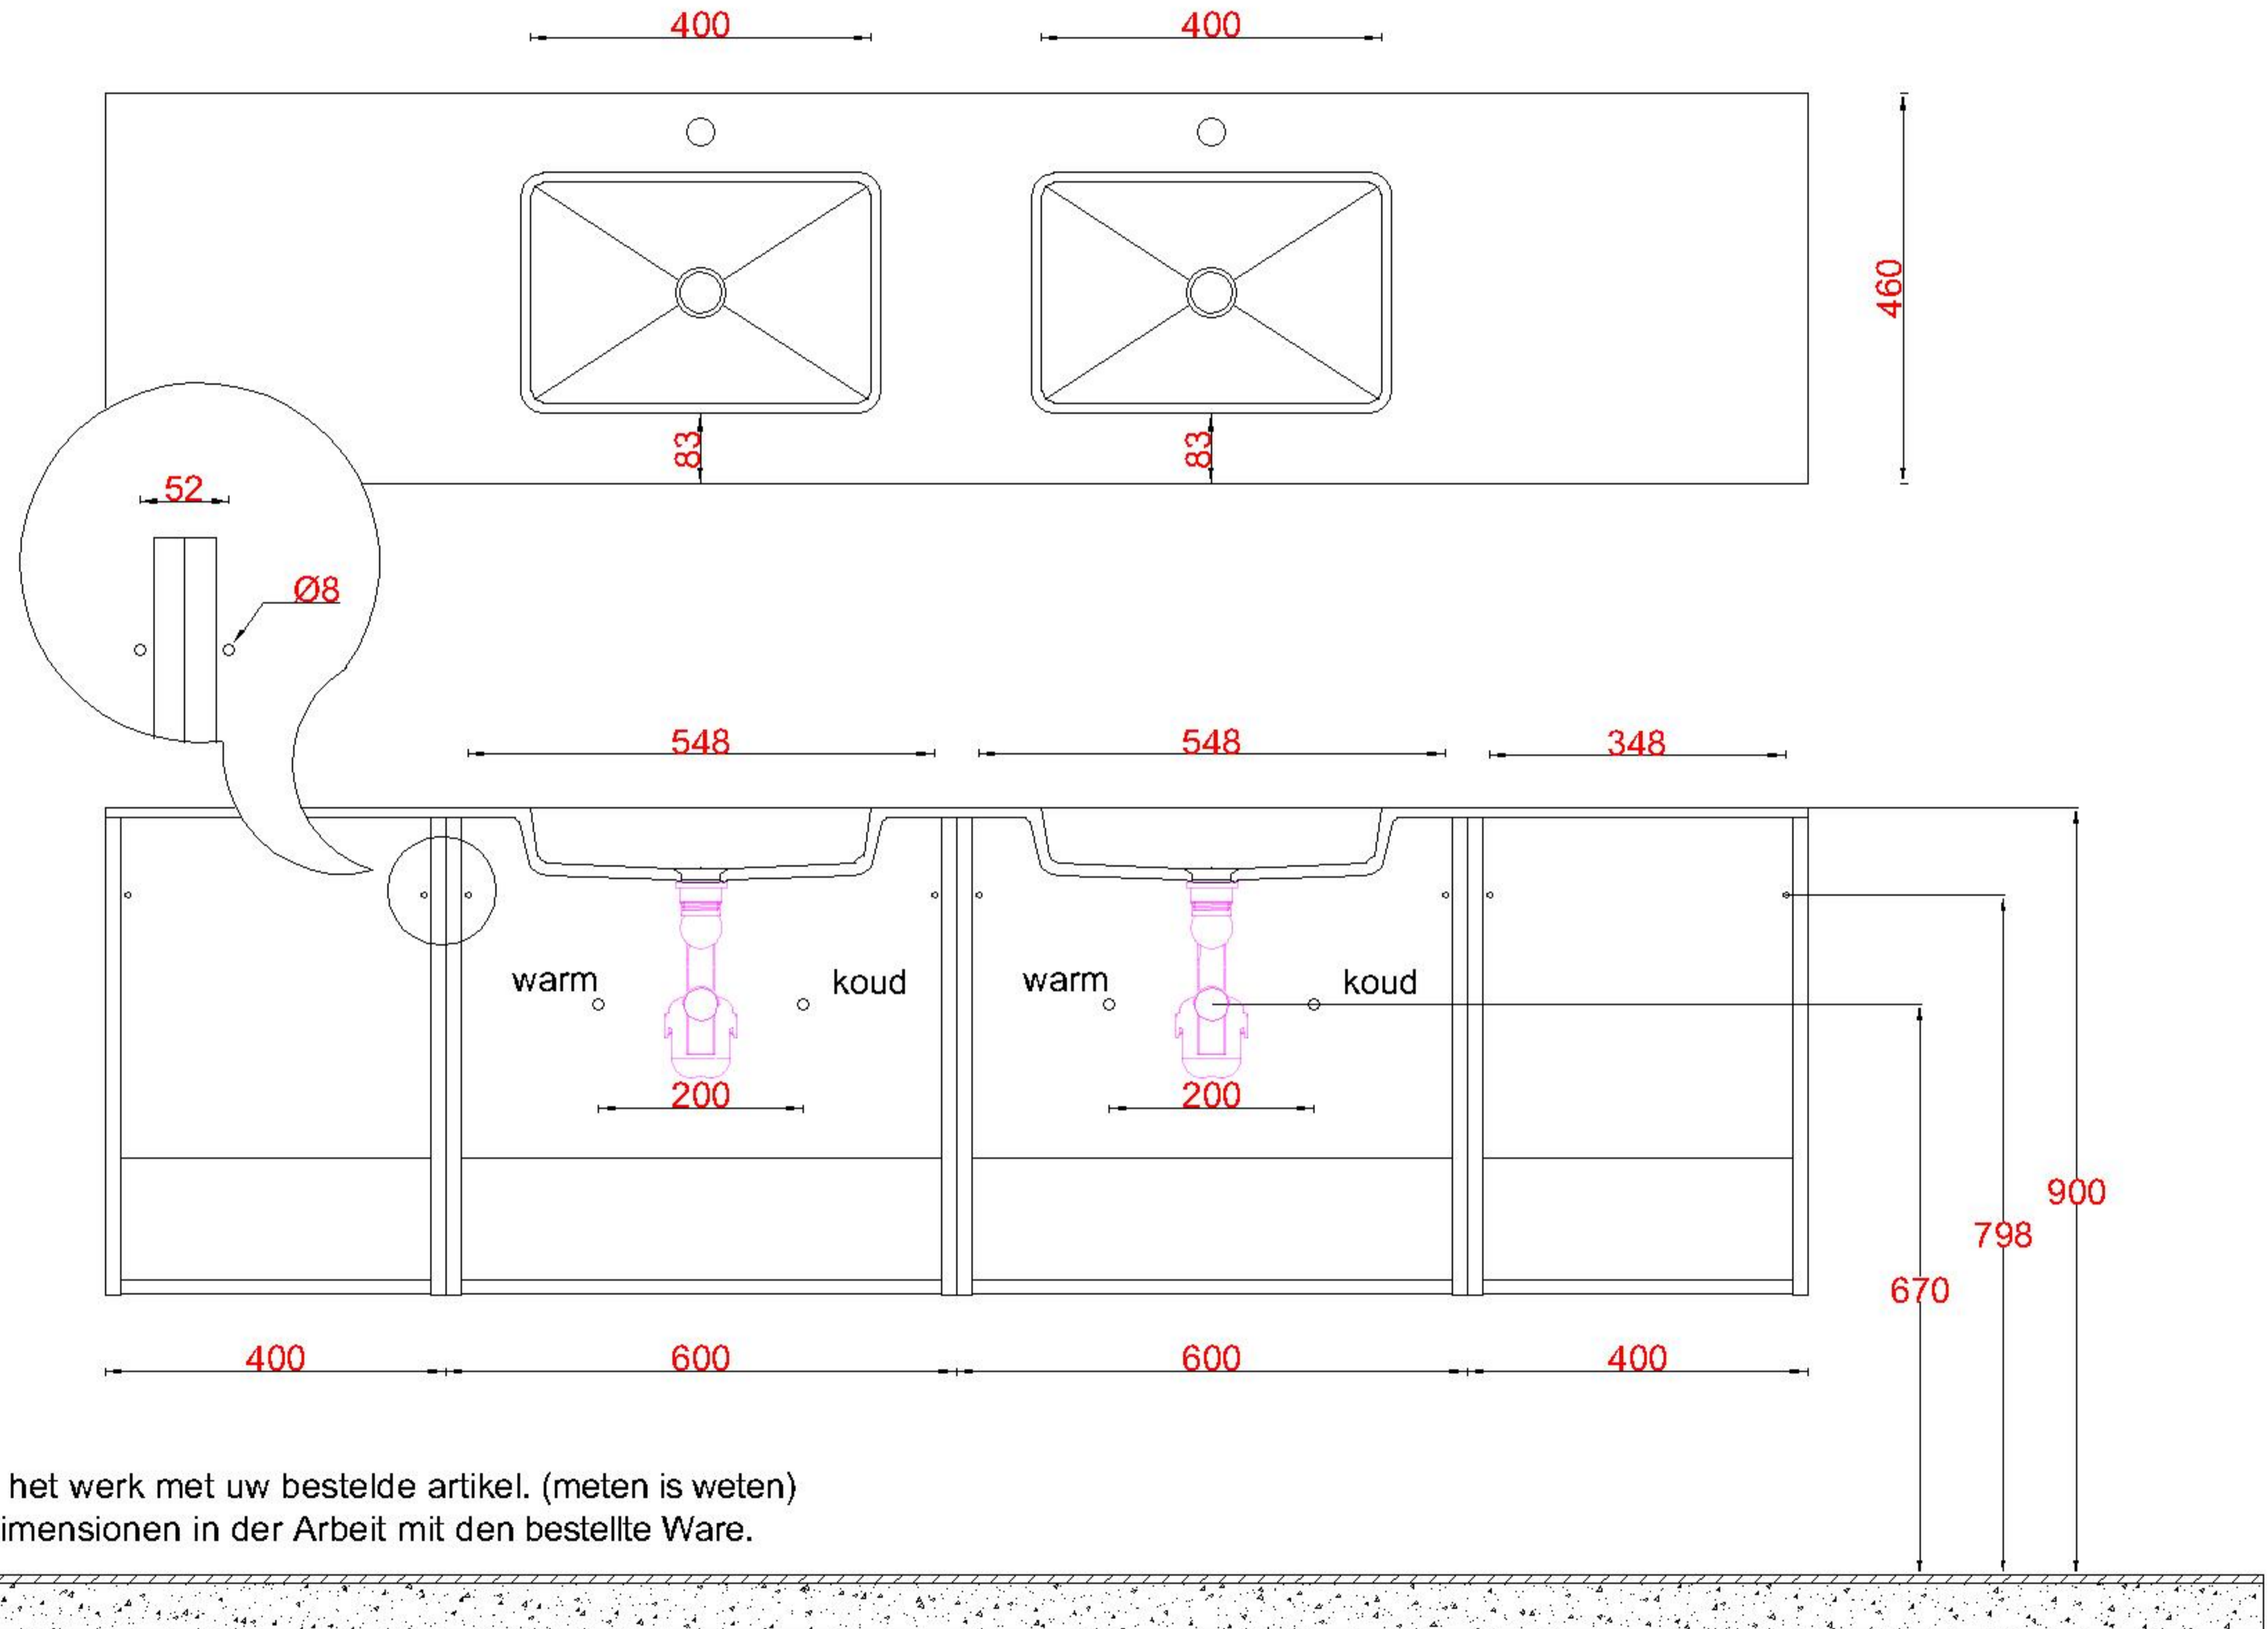 400 400
460
83 83
52
Ø8
548 548 348
warm koud warm koud
200 200
900
798
670
400 600 600 400
het werk met uw bestelde artikel. (meten is weten)
imensionen in der Arbeit mit den bestellte Ware.